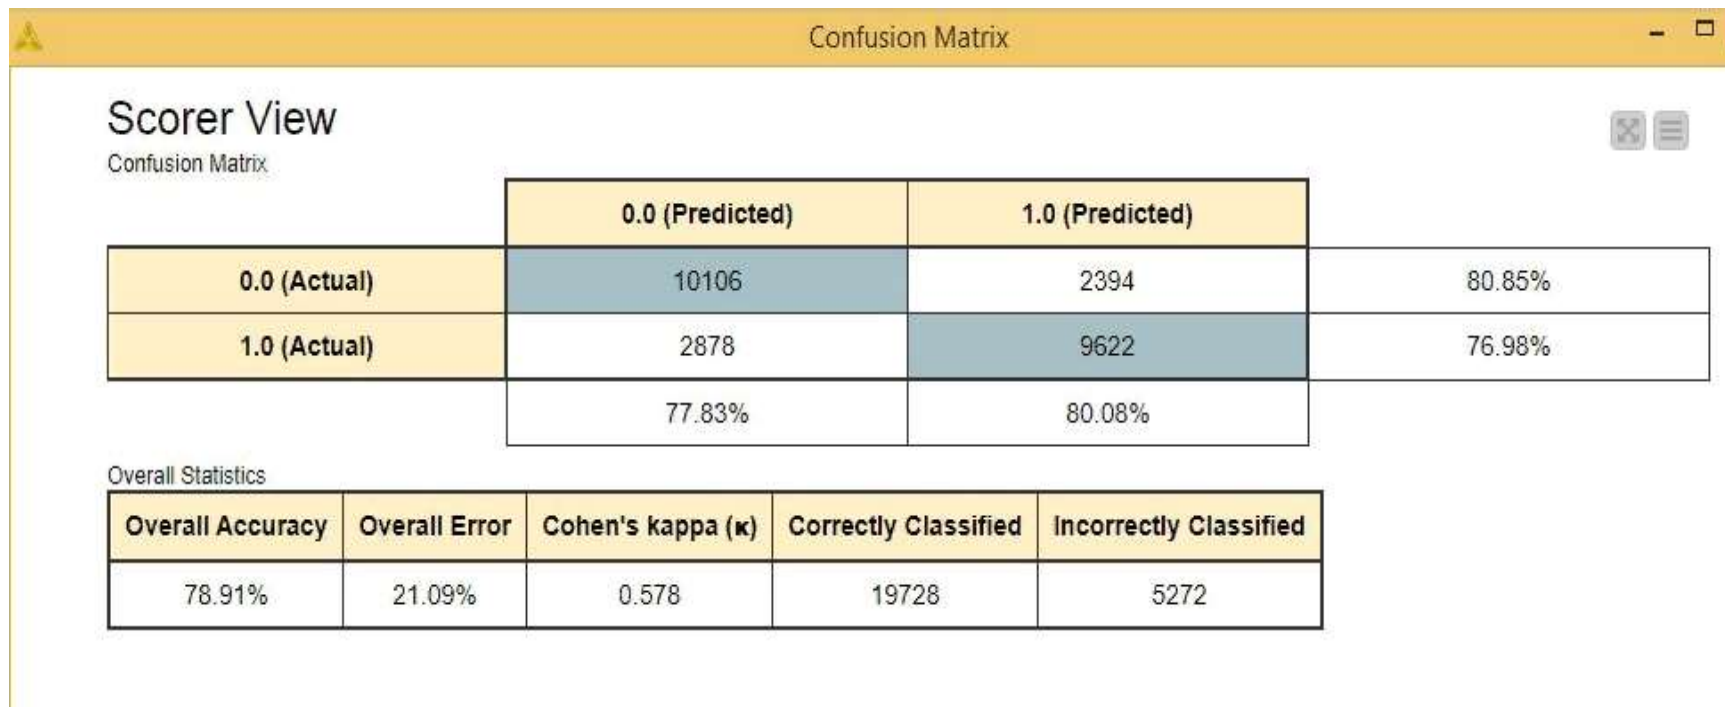 Confusion Matrix
Scorer View
Confusion Matrix
0.0 (Predicted) 1.0 (Predicted)
0.0 (Actual) 10106 2394 80.85%
1.0 (Actual) 2878 9622 76.98%
77.83% 80.08%
Overall Statistics
Overall Accuracy Overall Error Cohen's kappa (κ) Correctly Classified Incorrectly Classified
78.91% 21.09% 0.578 19728 5272